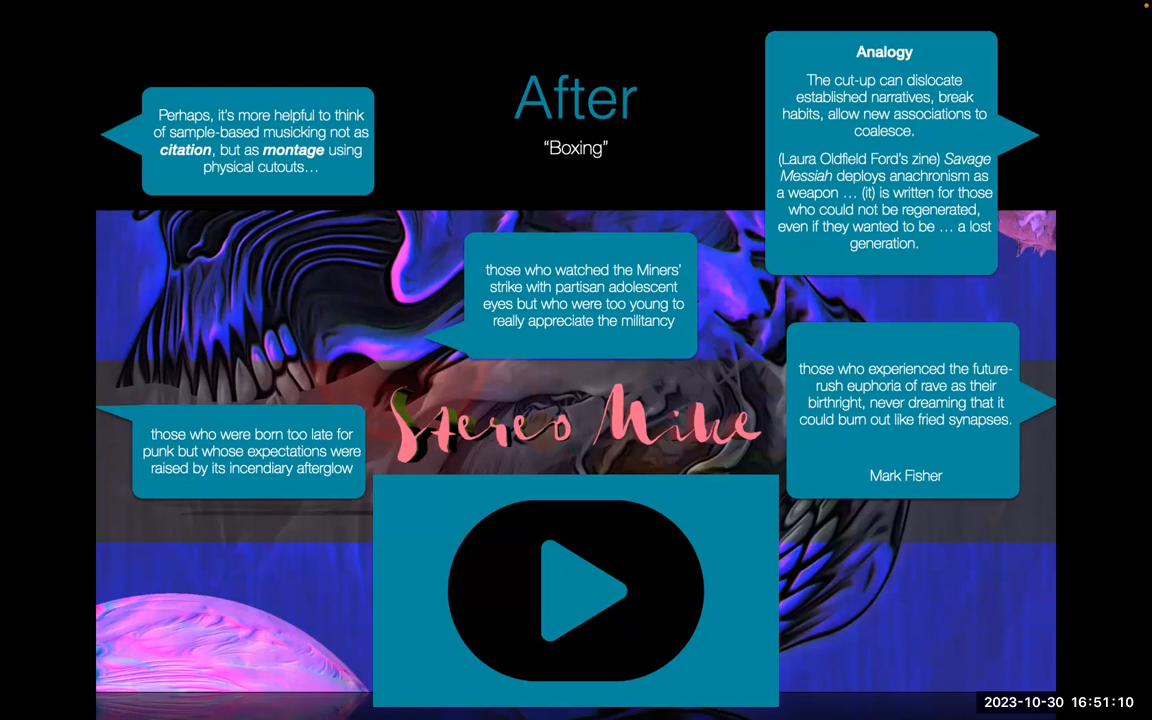 After
"Boxing"
Perhaps, it's more helpful to think
of sample-based musicking not as
citation, but as montage using
physical cutouts…
Analogy
The cut-up can dislocate
established narratives, break
habits, allow new associations to
coalesce.
(Laura Oldfield Ford's zine) Savage
Messiah deploys anachronism as
a weapon … (it) is written for those
who could not be regenerated,
even if they wanted to be … a lost
generation.
those who watched the Miners'
strike with partisan adolescent
eyes but who were too young to
really appreciate the militancy
those who experienced the future-
rush euphoria of rave as their
birthright, never dreaming that it
could burn out like fried synapses.
Mark Fisher
those who were born too late for
punk but whose expectations were
raised by its incendiary afterglow
Stereo Mike
2023-10-30 16:51:10